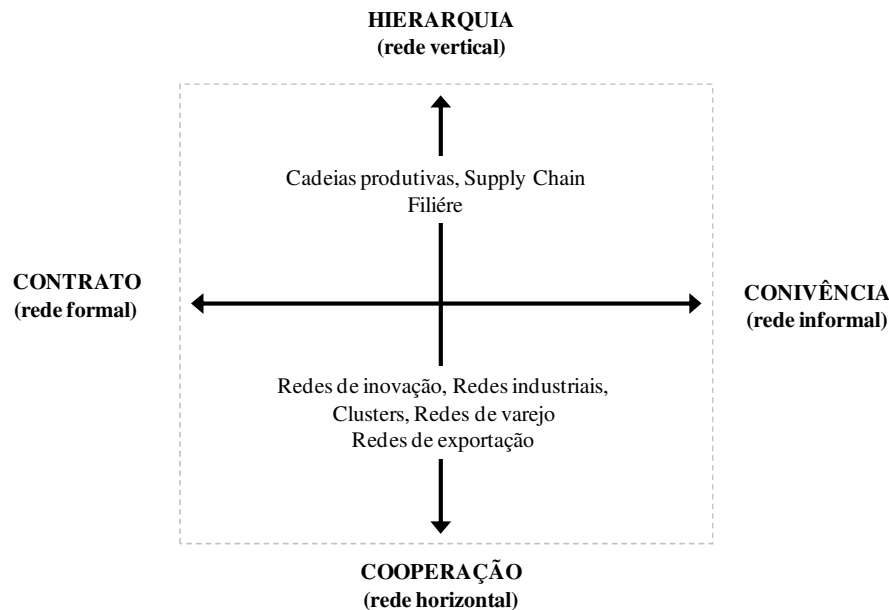 HIERARQUIA
(rede vertical)
Cadeias produtivas, Supply Chain
Filiére
CONTRATO
(rede formal)
CONIVÊNCIA
(rede informal)
Redes de inovação, Redes industriais,
Clusters, Redes de varejo
Redes de exportação
COOPERAÇÃO
(rede horizontal)